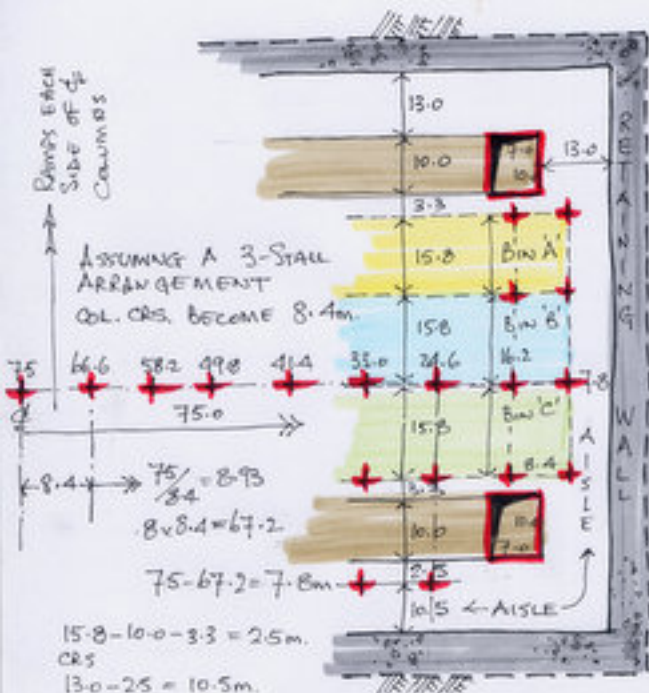 13.0
RAMPS EACH
SIDE OF ℄
COLUMNS
10.0
7.0
10.0
13.0
3.3
ASSUMING A 3-STALL
ARRANGEMENT
COL. CRS. BECOME 8.4m.
15.8
BIN 'A'
15.8
BIN 'B'
16.2
75
66.6
58.2
49.8
41.4
33.0
24.6
7.8
℄
75.0
15.8
BIN 'C'
8.4
8.4
75/8.4 = 8.93
8x8.4=67.2
10.0
10.0
7.0
75-67.2=7.8m
2.5
10.5
AISLE
15.8-10.0-3.3 = 2.5m.
CRS
13.0-2.5 = 10.5m.
AISLE
RETAINING WALL